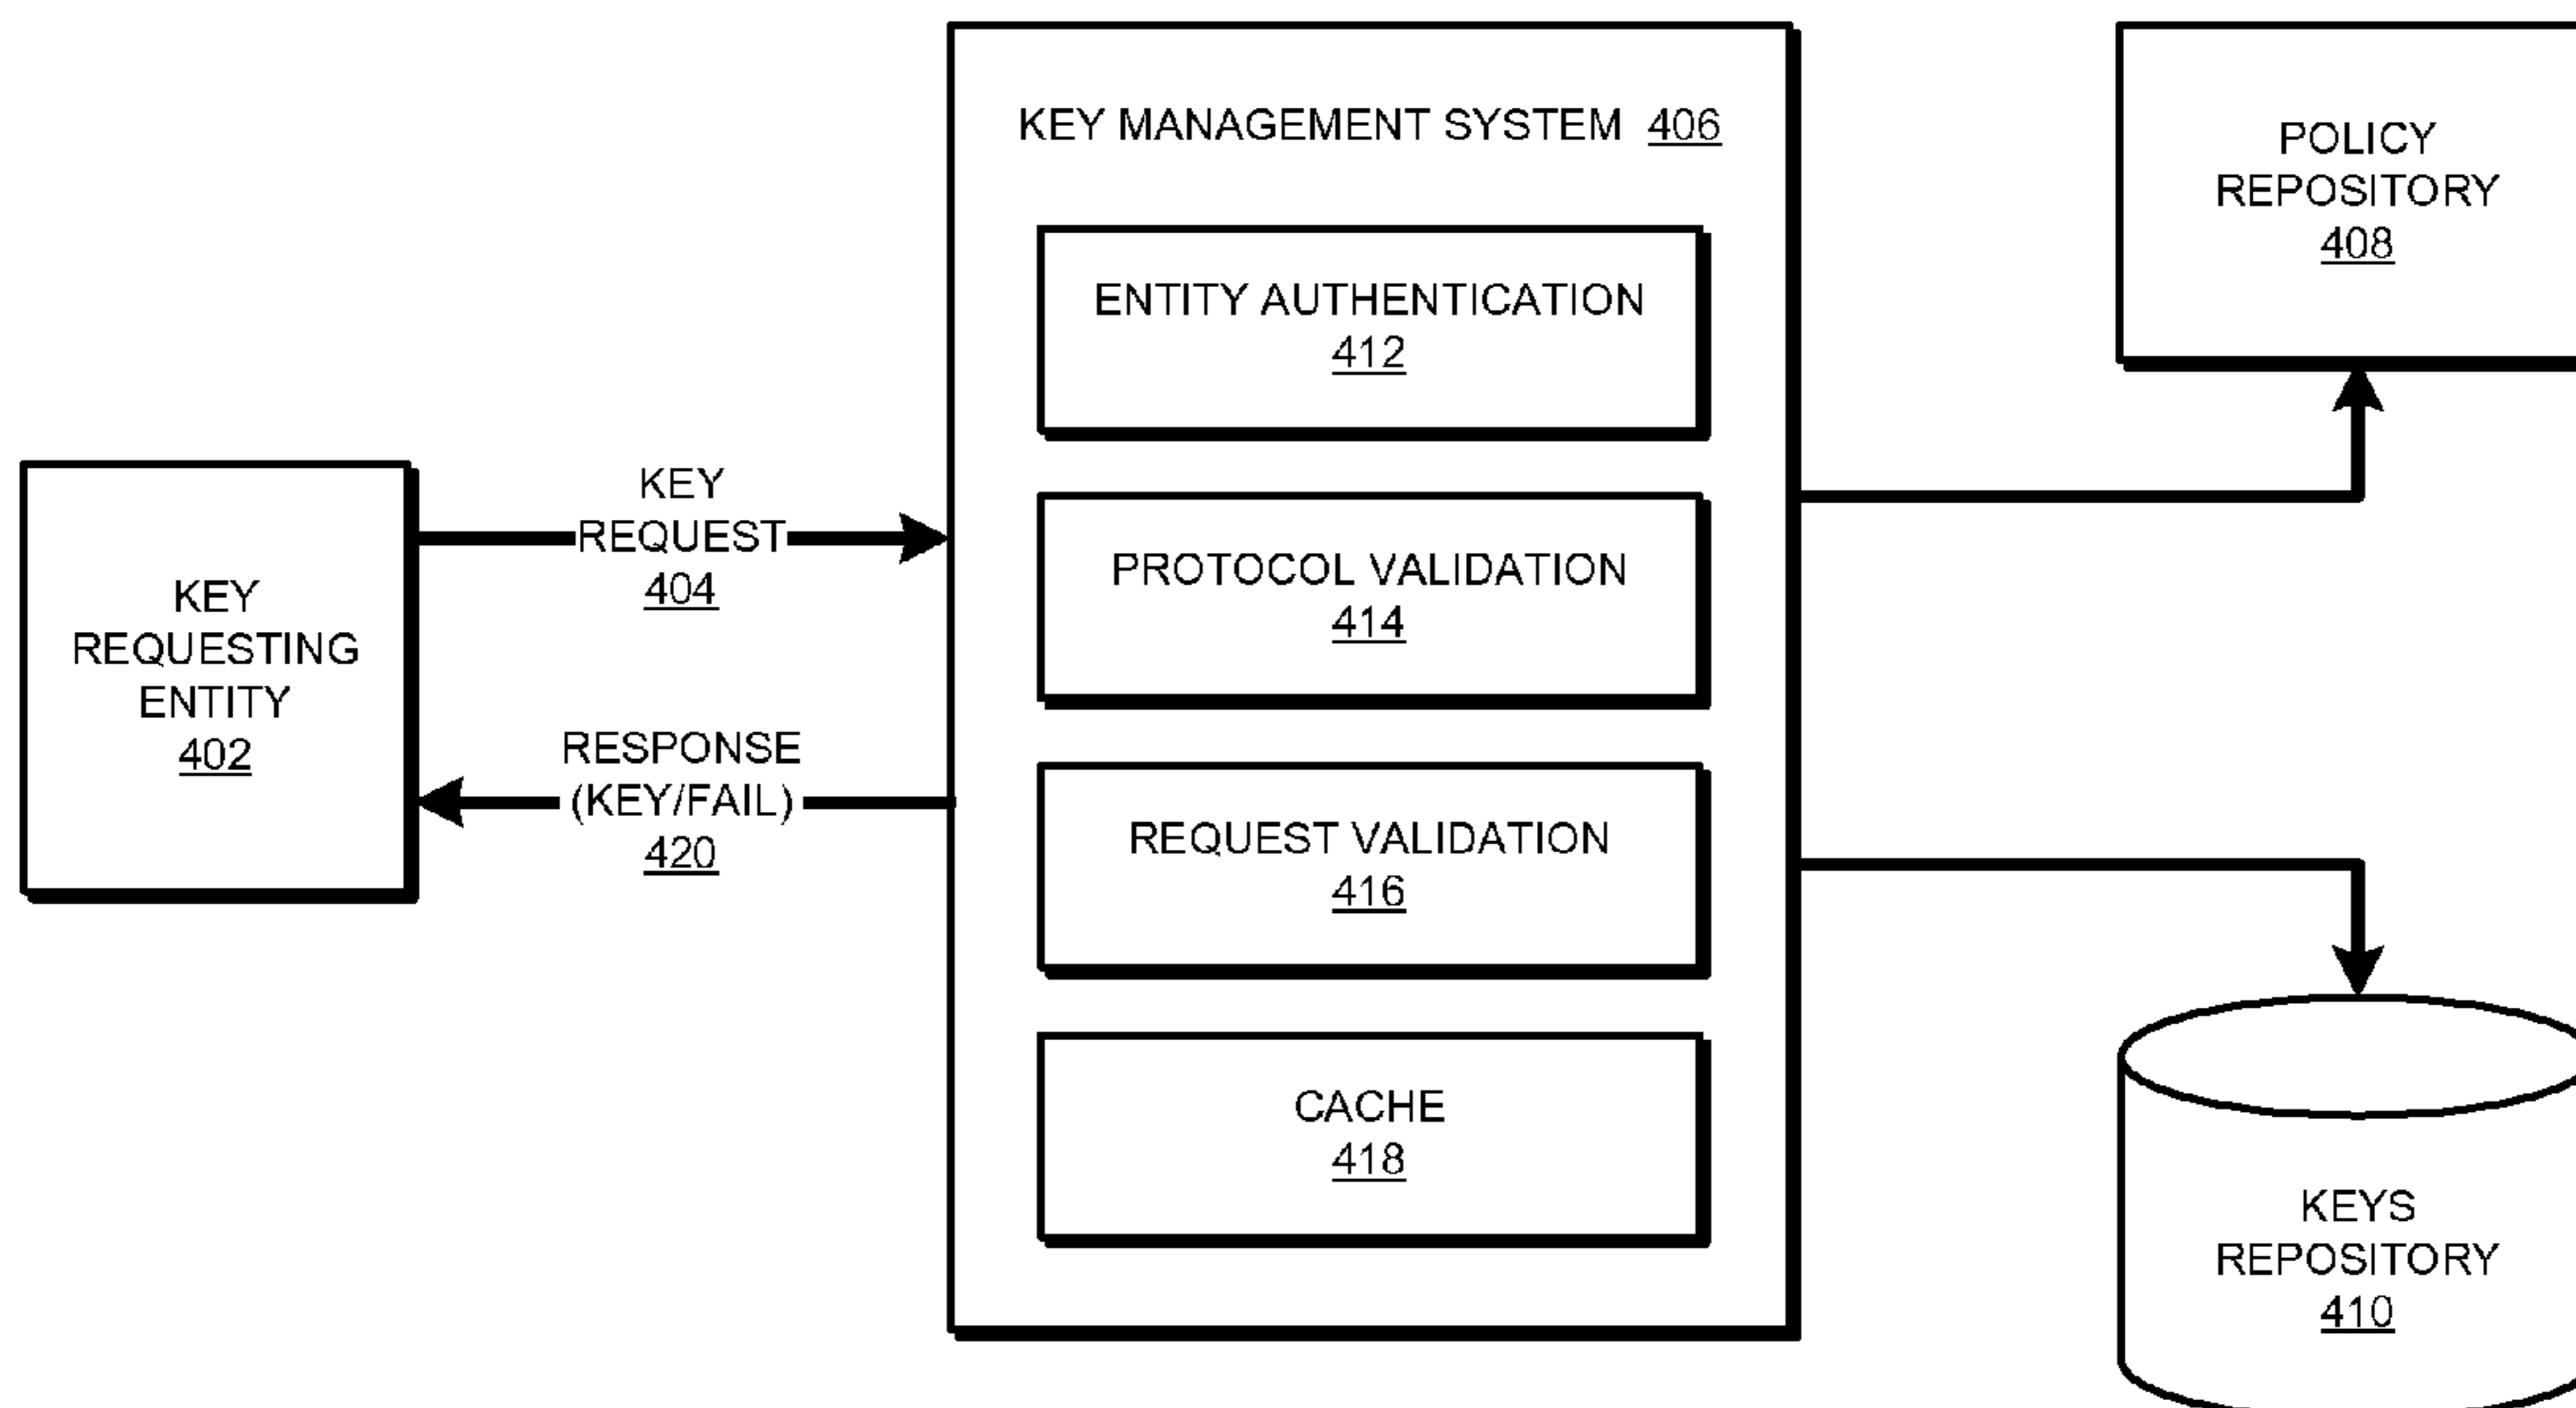 KEY MANAGEMENT SYSTEM 406
ENTITY AUTHENTICATION
412
PROTOCOL VALIDATION
414
REQUEST VALIDATION
416
CACHE
418
KEY
REQUESTING
ENTITY
402
KEY
REQUEST
404
RESPONSE
(KEY/FAIL)
420
POLICY
REPOSITORY
408
KEYS
REPOSITORY
410